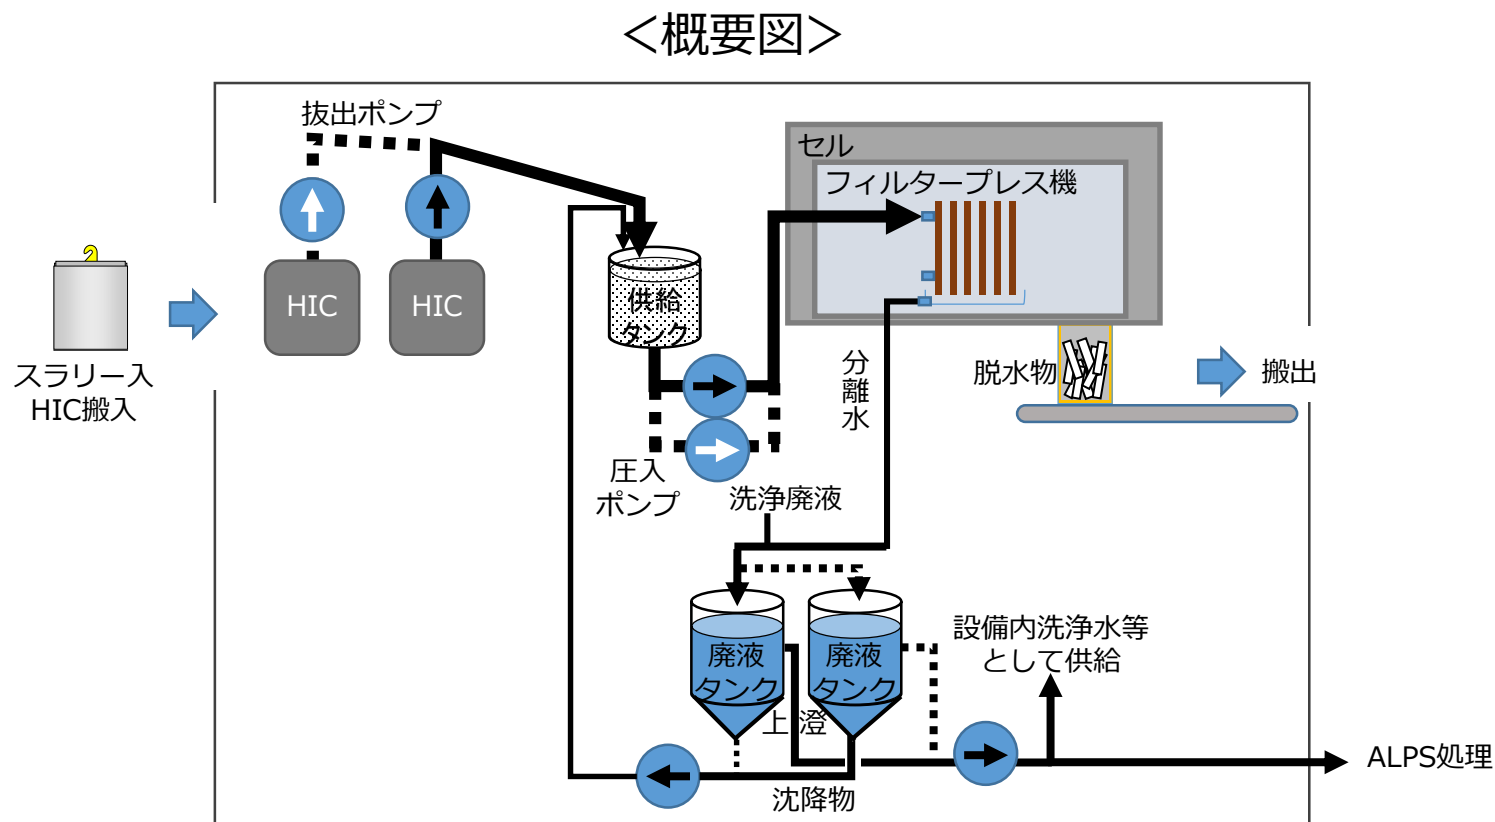 ＜概要図＞
抜出ポンプ
セル
フィルタープレス機
HIC
HIC
供給
タンク
スラリー入
HIC搬入
分離水
脱水物
搬出
圧入
ポンプ
洗浄廃液
設備内洗浄水等
として供給
廃液
タンク
廃液
タンク
上澄
ALPS処理
沈降物